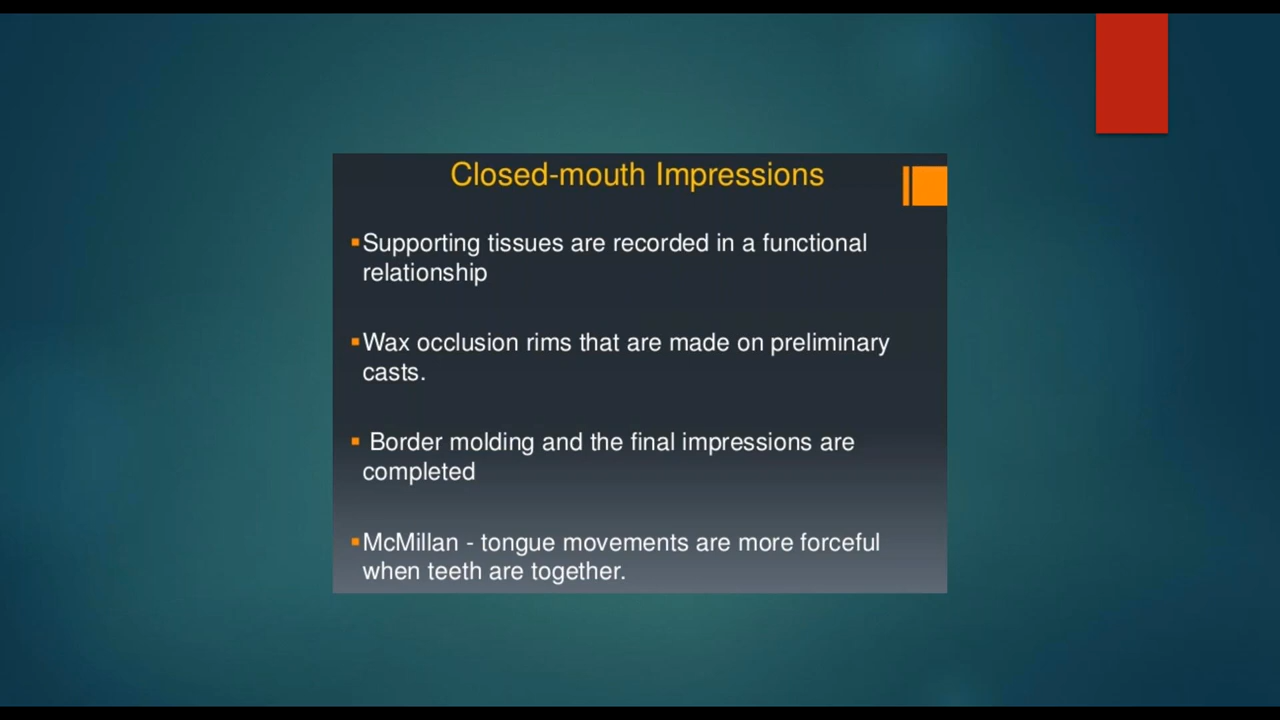 Closed-mouth Impressions
▪Supporting tissues are recorded in a functional
relationship
▪Wax occlusion rims that are made on preliminary
casts.
▪ Border molding and the final impressions are
completed
▪McMillan - tongue movements are more forceful
when teeth are together.